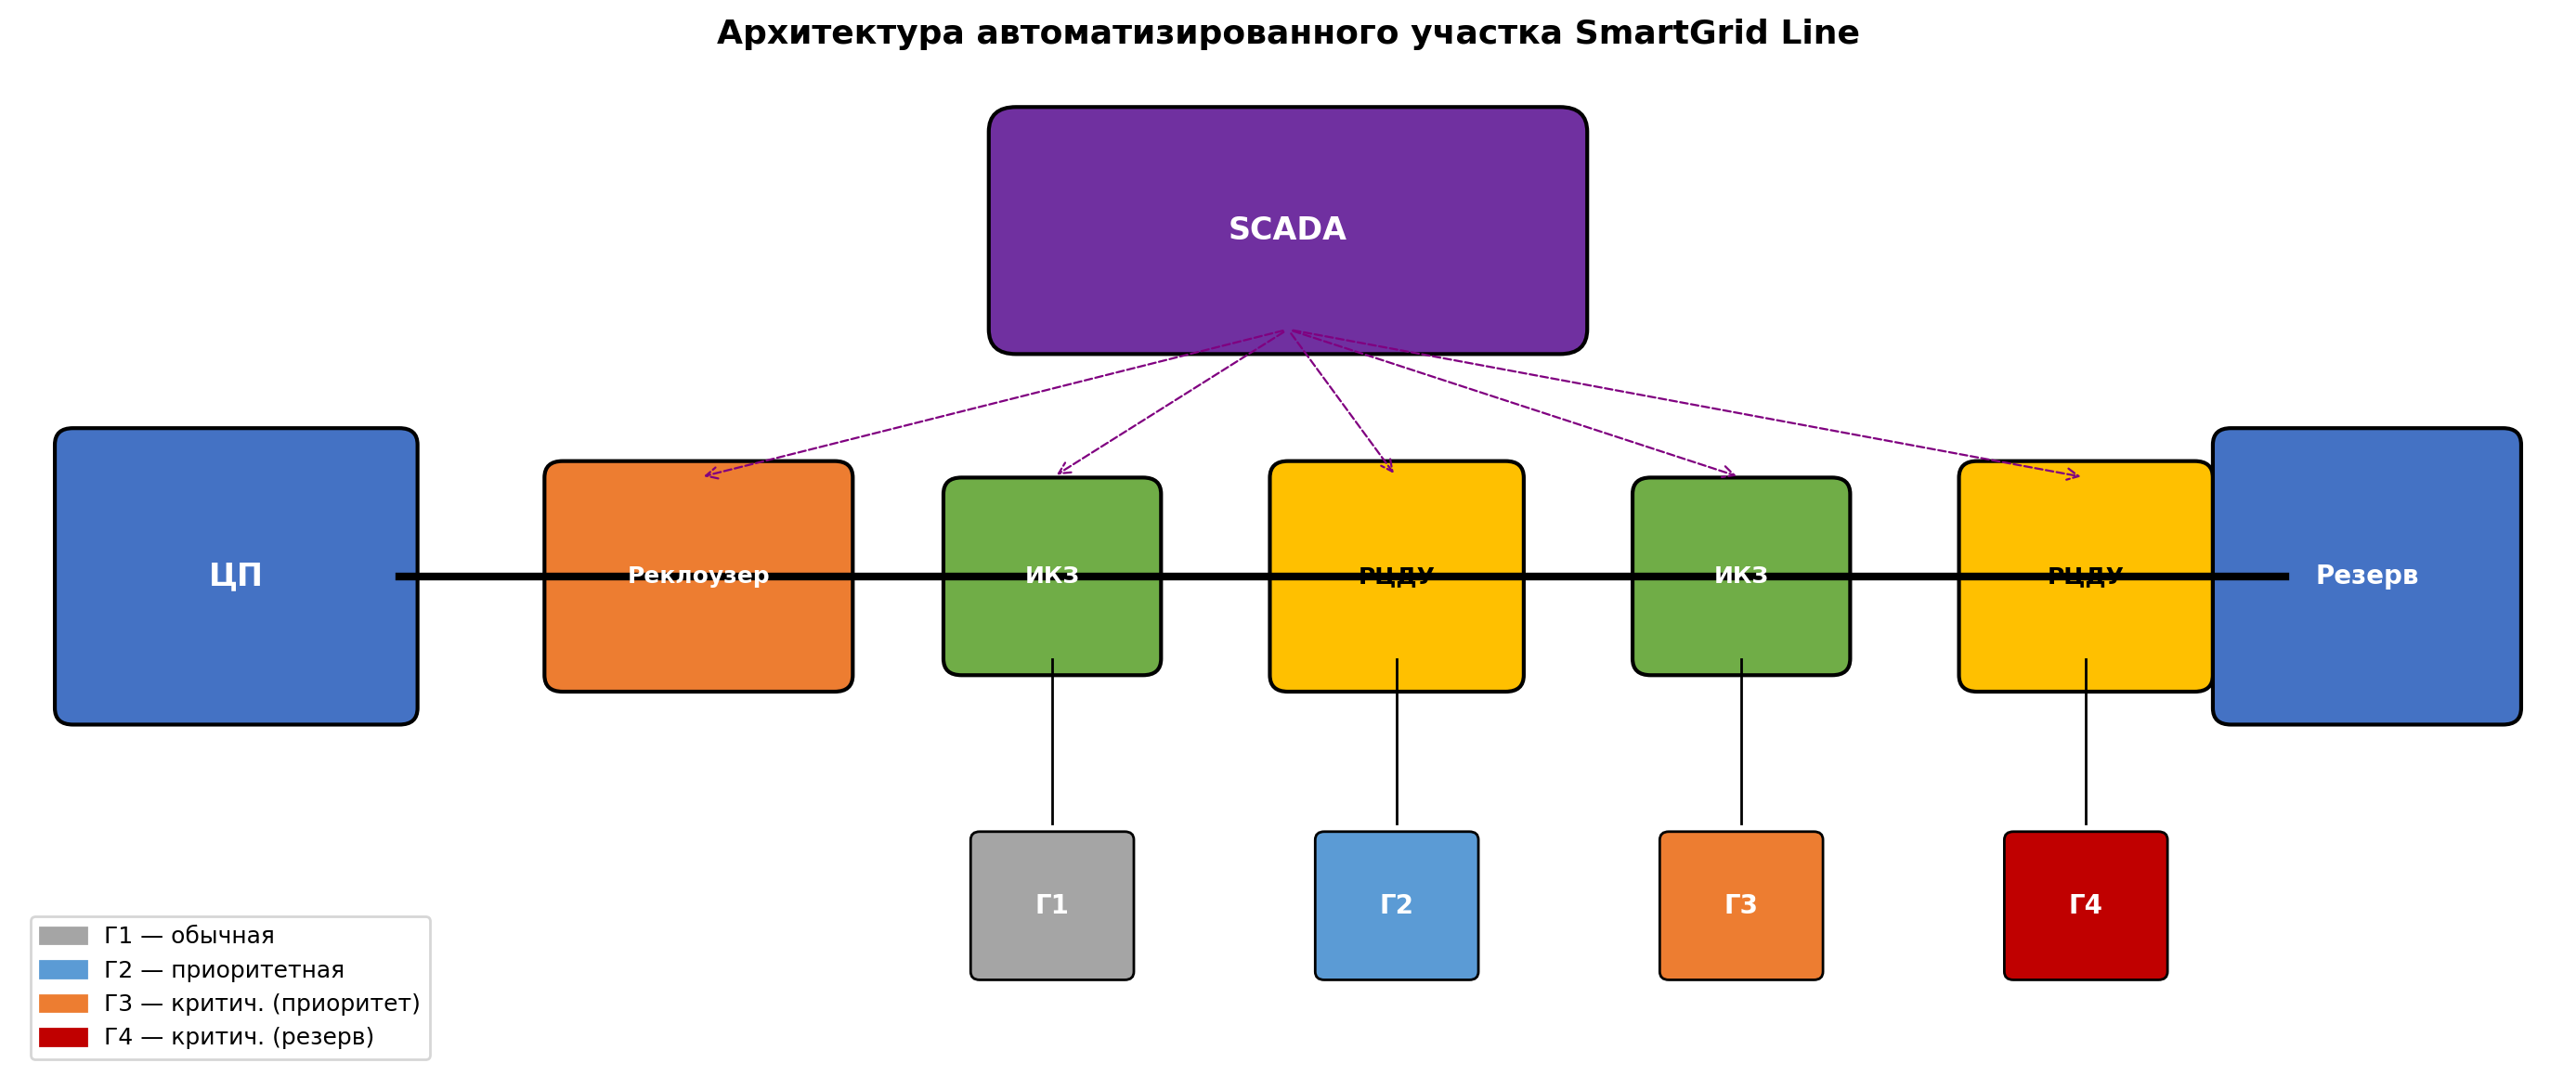 Архитектура автоматизированного участка SmartGrid Line
SCADA
ЦП
Реклоузер
ИКЗ
РЦДУ
ИКЗ
РЦДУ
Резерв
Г1
Г2
Г3
Г4
Г1 — обычная
Г2 — приоритетная
Г3 — критич. (приоритет)
Г4 — критич. (резерв)